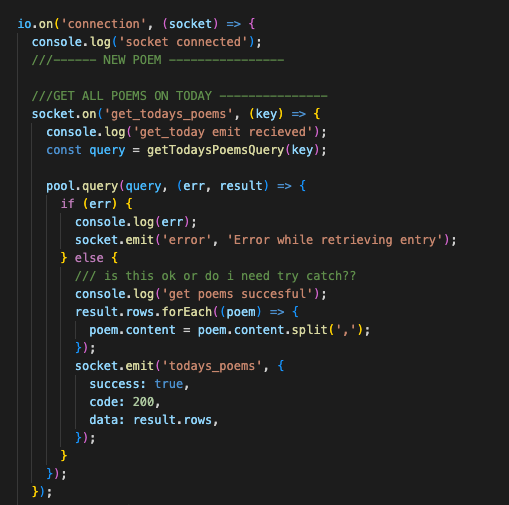 io.on('connection', (socket) => {
  console.log('socket connected');
  ///------ NEW POEM ----------------

  ///GET ALL POEMS ON TODAY ---------------
  socket.on('get_todays_poems', (key) => {
    console.log('get_today emit recieved');
    const query = getTodaysPoemsQuery(key);

    pool.query(query, (err, result) => {
      if (err) {
        console.log(err);
        socket.emit('error', 'Error while retrieving entry');
      } else {
        /// is this ok or do i need try catch??
        console.log('get poems succesful');
        result.rows.forEach((poem) => {
          poem.content = poem.content.split(',');
        });
        socket.emit('todays_poems', {
          success: true,
          code: 200,
          data: result.rows,
        });
      }
    });
  });